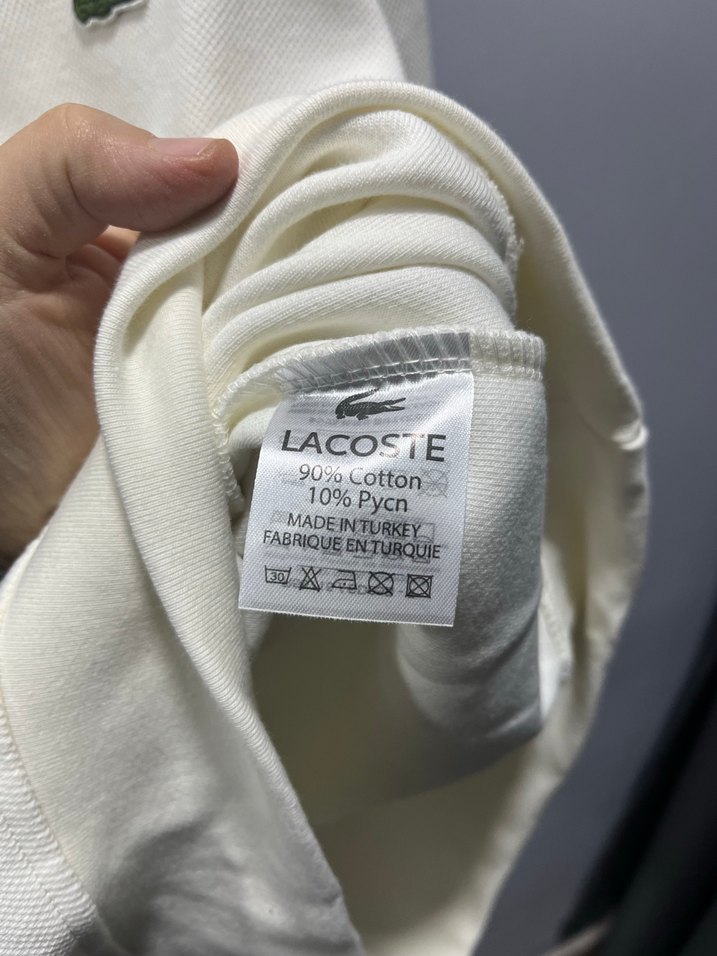 LACOSTE
90% Cotton
10% Pycn
MADE IN TURKEY
FABRIQUE EN TURQUIE
30